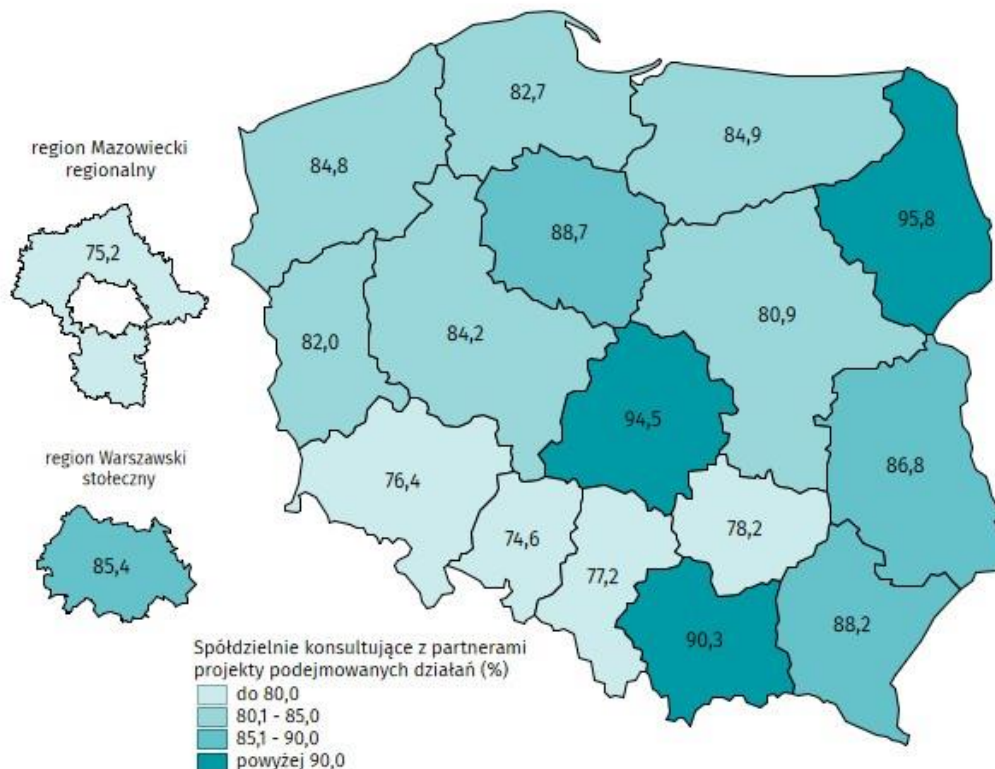 82,7
84,9
region Mazowiecki
regionalny
84,8
75,2
88,7
95,8
80,9
82,0
84,2
94,5
region Warszawski
stołeczny
86,8
76,4
78,2
74,6
85,4
77,2
88,2
90,3
Spółdzielnie konsultujące z partnerami
projekty podejmowanych działań (%)
do 80,0
80,1 - 85,0
85,1 - 90,0
powyżej 90,0